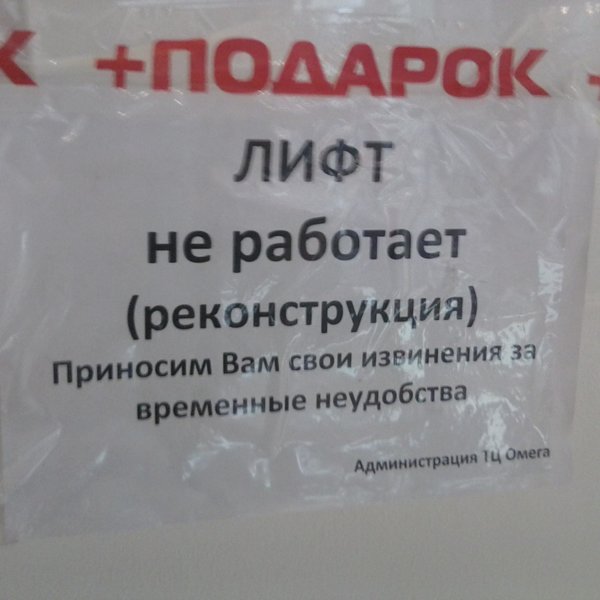 К +ПОДАРОК
ЛИФТ
не работает
(реконструкция)
Приносим Вам свои извинения за
временные неудобства
Администрация ТЦ Омега